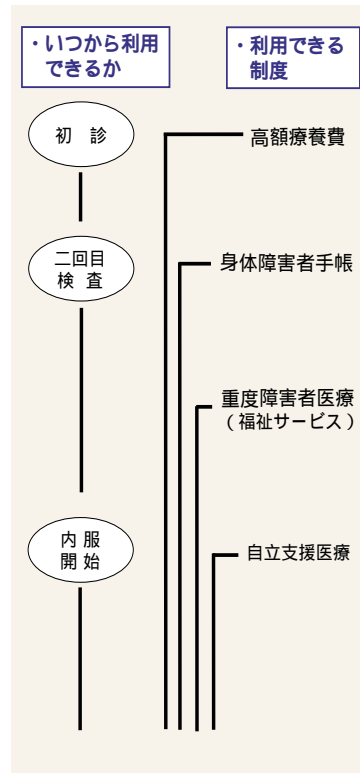 ・いつから利用
できるか
・利用できる
制度
初 診
高額療養費
二回目
検 査
身体障害者手帳
重度障害者医療
(福祉サービス)
内 服
開 始
自立支援医療